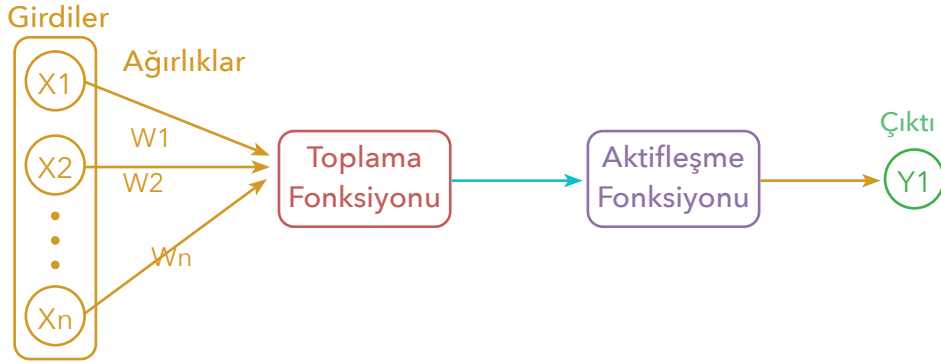 Girdiler
Ağırlıklar
X1
W1
X2
W2
Wn
Xn
Toplama
Fonksiyonu
Aktifleşme
Fonksiyonu
Çıktı
Y1